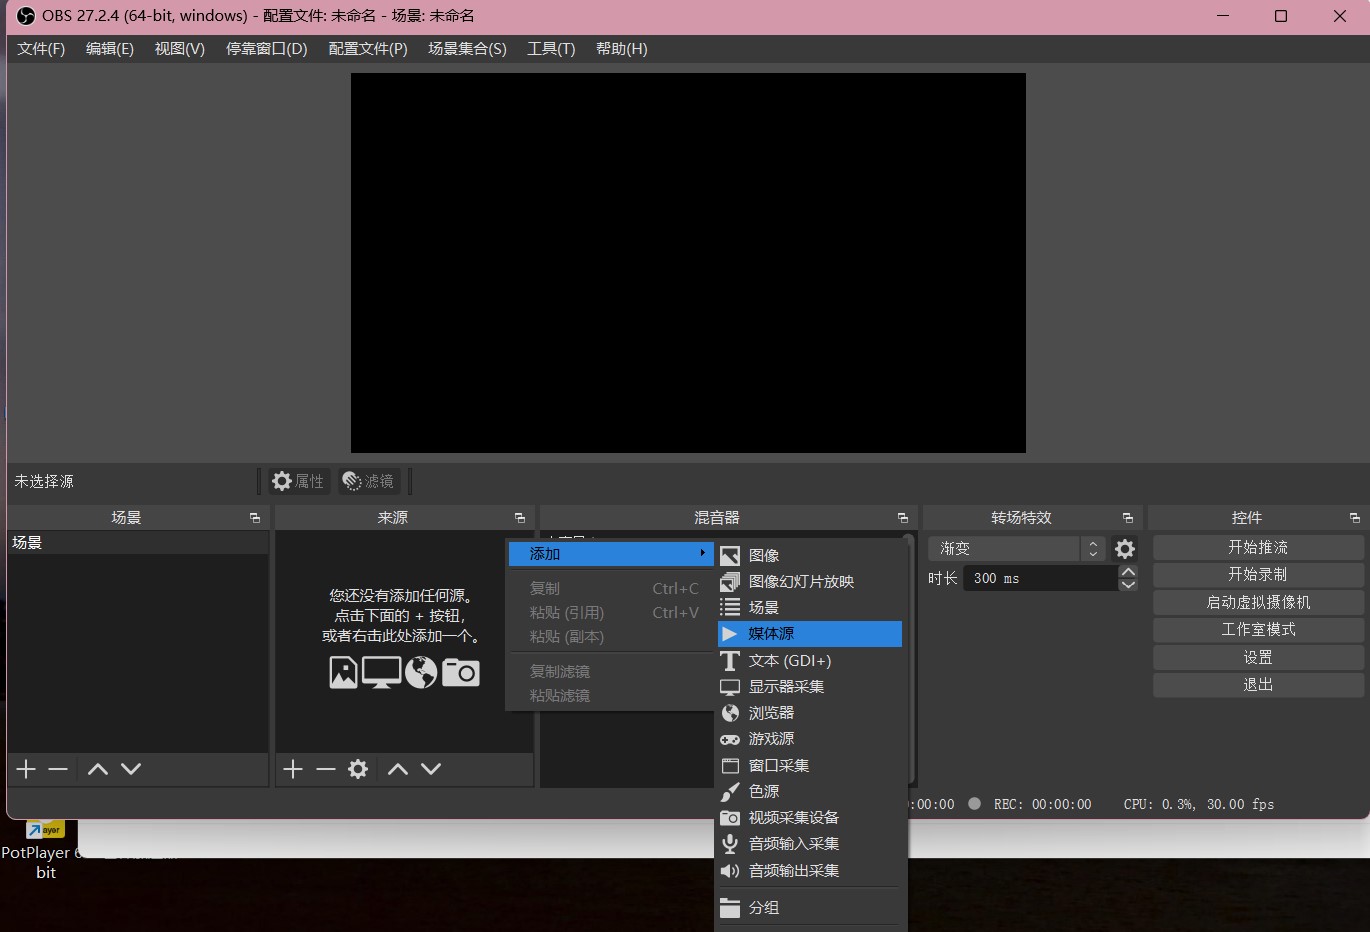 OBS 27.2.4 (64-bit, windows) - 配置文件: 未命名 - 场景: 未命名
文件(F) 编辑(E) 视图(V) 停靠窗口(D) 配置文件(P) 场景集合(S) 工具(T) 帮助(H)
未选择源
属性
滤镜
场景
来源
混音器
转场特效
控件
场景
您还没有添加任何源。
点击下面的 + 按钮,
或者右击此处添加一个。
添加
复制 Ctrl+C
粘贴 (引用) Ctrl+V
粘贴 (副本)
复制滤镜
粘贴滤镜
图像
图像幻灯片放映
场景
媒体源
文本 (GDI+)
显示器采集
浏览器
游戏源
窗口采集
色源
视频采集设备
音频输入采集
音频输出采集
分组
渐变
时长 300 ms
开始推流
开始录制
启动虚拟摄像机
工作室模式
设置
退出
:00:00 REC: 00:00:00 CPU: 0.3%, 30.00 fps
PotPlayer 6
bit